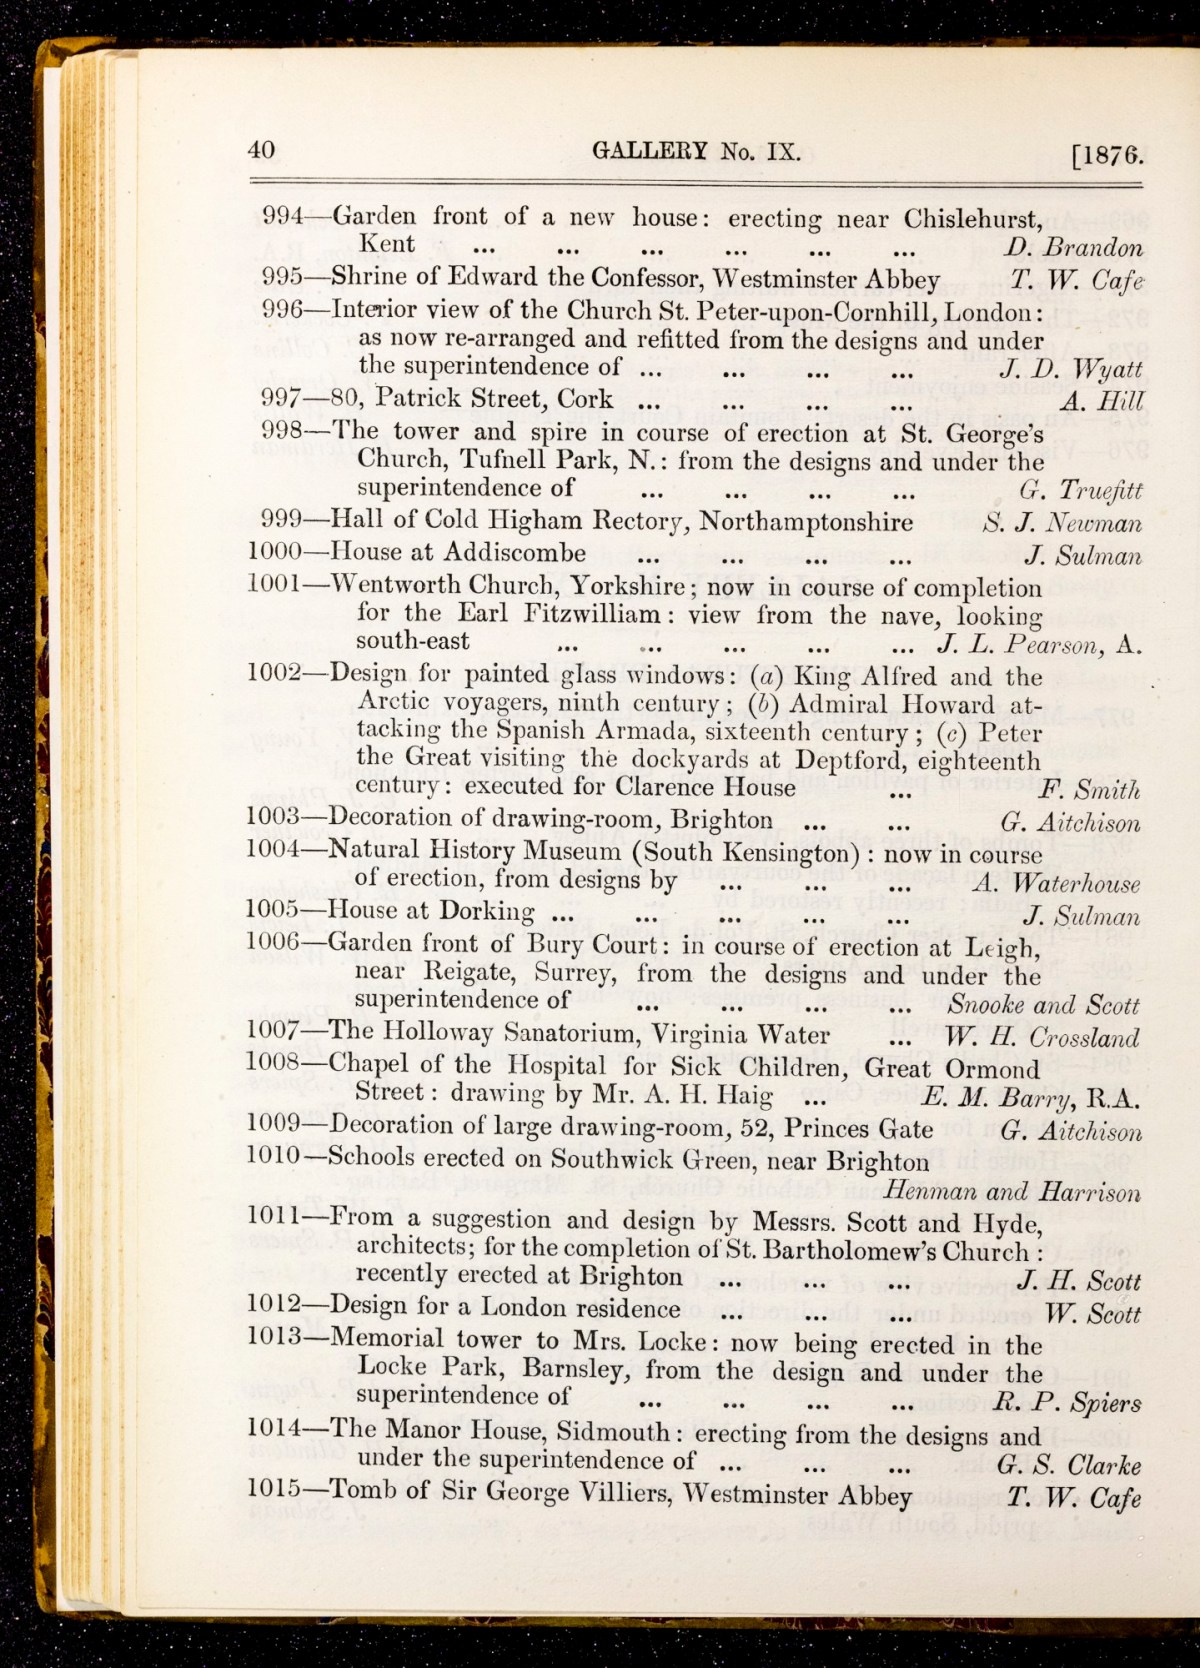 40 GALLERY No. IX. [1876.
994—Garden front of a new house: erecting near Chislehurst,
Kent ... ... ... ... ... ... D. Brandon
995—Shrine of Edward the Confessor, Westminster Abbey T. W. Cafe
996—Interior view of the Church St. Peter-upon-Cornhill, London:
as now re-arranged and refitted from the designs and under
the superintendence of ... ... ... ... J. D. Wyatt
997—80, Patrick Street, Cork ... ... ... ... A. Hill
998—The tower and spire in course of erection at St. George's
Church, Tufnell Park, N.: from the designs and under the
superintendence of ... ... ... ... G. Truefitt
999—Hall of Cold Higham Rectory, Northamptonshire S. J. Newman
1000—House at Addiscombe ... ... ... ... J. Sulman
1001—Wentworth Church, Yorkshire; now in course of completion
for the Earl Fitzwilliam: view from the nave, looking
south-east ... ... ... ... ... J. L. Pearson, A.
1002—Design for painted glass windows: (a) King Alfred and the
Arctic voyagers, ninth century; (b) Admiral Howard at-
tacking the Spanish Armada, sixteenth century; (c) Peter
the Great visiting the dockyards at Deptford, eighteenth
century: executed for Clarence House ... F. Smith
1003—Decoration of drawing-room, Brighton ... ... G. Aitchison
1004—Natural History Museum (South Kensington): now in course
of erection, from designs by ... ... ... A. Waterhouse
1005—House at Dorking ... ... ... ... ... J. Sulman
1006—Garden front of Bury Court: in course of erection at Leigh,
near Reigate, Surrey, from the designs and under the
superintendence of ... ... ... ... Snooke and Scott
1007—The Holloway Sanatorium, Virginia Water ... W. H. Crossland
1008—Chapel of the Hospital for Sick Children, Great Ormond
Street: drawing by Mr. A. H. Haig ... E. M. Barry, R.A.
1009—Decoration of large drawing-room, 52, Princes Gate G. Aitchison
1010—Schools erected on Southwick Green, near Brighton
Henman and Harrison
1011—From a suggestion and design by Messrs. Scott and Hyde,
architects; for the completion of St. Bartholomew's Church:
recently erected at Brighton ... ... ... J. H. Scott
1012—Design for a London residence ... ... ... W. Scott
1013—Memorial tower to Mrs. Locke: now being erected in the
Locke Park, Barnsley, from the design and under the
superintendence of ... ... ... ... R. P. Spiers
1014—The Manor House, Sidmouth: erecting from the designs and
under the superintendence of ... ... ... G. S. Clarke
1015—Tomb of Sir George Villiers, Westminster Abbey T. W. Cafe